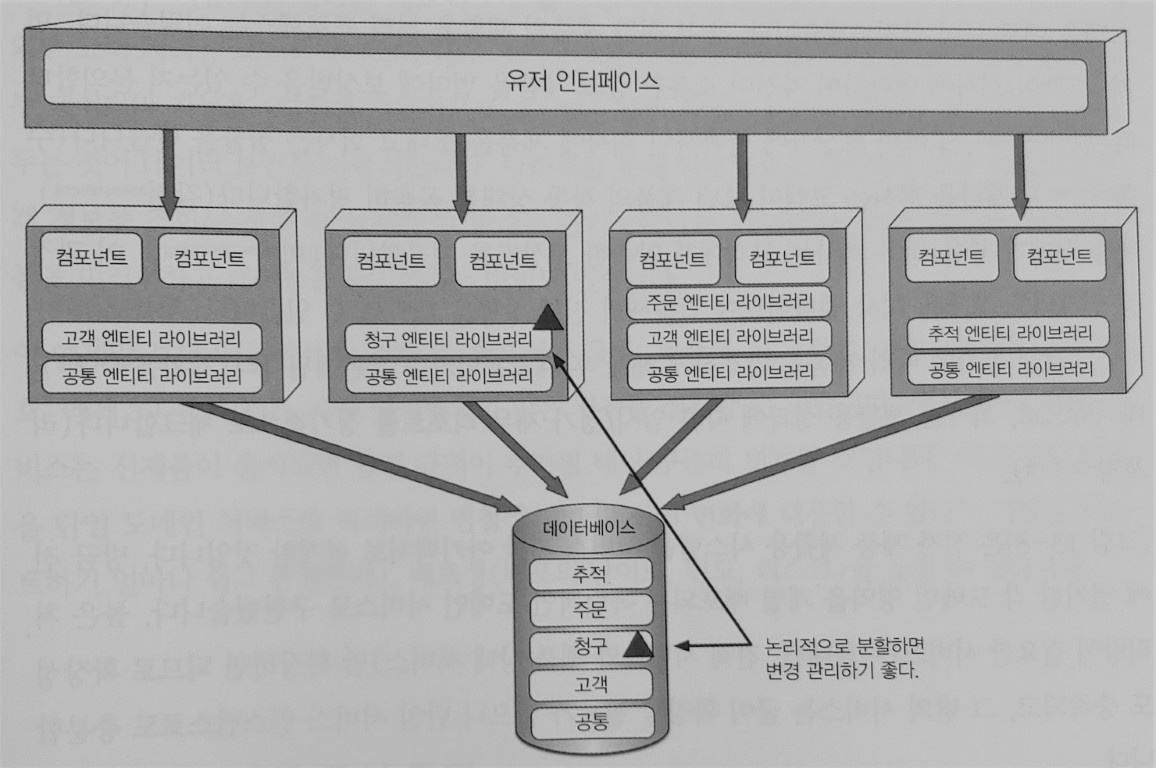 유저 인터페이스
컴포넌트 컴포넌트
고객 엔티티 라이브러리
공통 엔티티 라이브러리
컴포넌트 컴포넌트
청구 엔티티 라이브러리
공통 엔티티 라이브러리
컴포넌트 컴포넌트
주문 엔티티 라이브러리
고객 엔티티 라이브러리
공통 엔티티 라이브러리
컴포넌트 컴포넌트
추적 엔티티 라이브러리
공통 엔티티 라이브러리
데이터베이스
추적
주문
청구
고객
공통
논리적으로 분할하면
변경 관리하기 좋다.